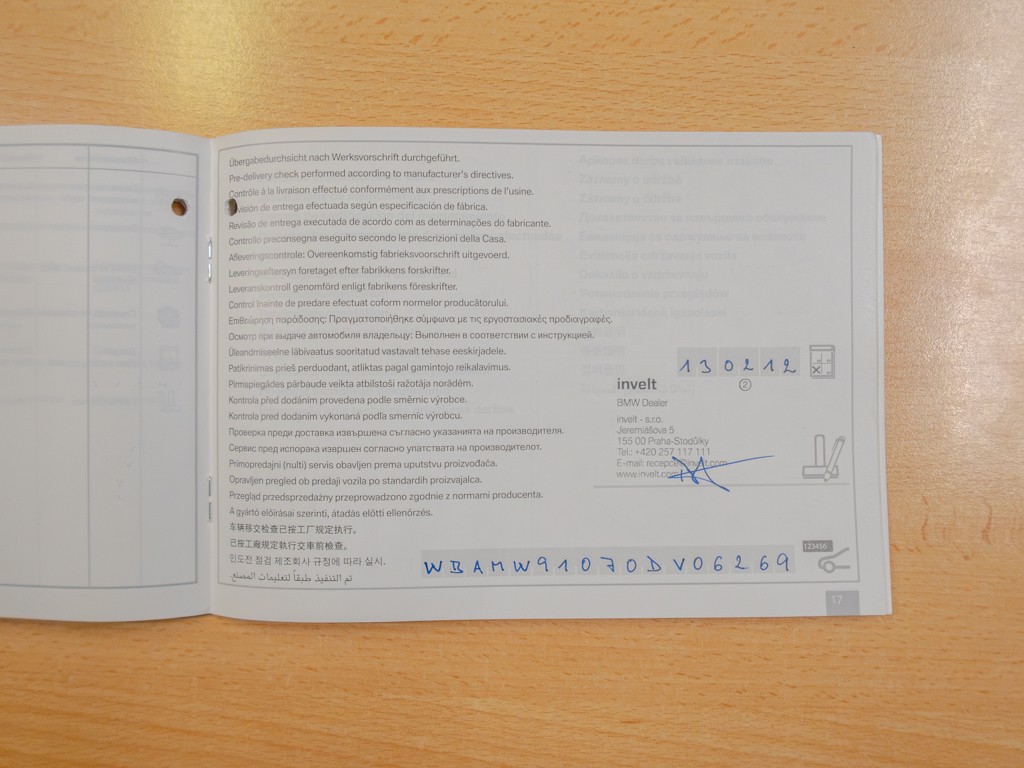 Übergabedurchsicht nach Werksvorschrift durchgeführt.
Pre-delivery check performed according to manufacturer's directives.
Contrôle à la livraison effectué conformément aux prescriptions de l'usine.
de entrega efectuada según especificación de fábrica.
Revisão de entrega executada de acordo com as determinações do fabricante.
Controllo preconsegna eseguito secondo le prescrizioni della Casa.
Afleveringscontrole: Overeenkomstig fabrieksvoorschrift uitgevoerd.
Leveringseftersyn foretaget efter fabrikkens forskrifter.
Leveranskontroll genomförd enligt fabrikens föreskrifter.
Control înainte de predare efectuat coform normelor producătorului.
Επιθεώρηση παράδοσης: Πραγματοποιήθηκε σύμφωνα με τις εργοστασιακές προδιαγραφές.
Осмотр при выдаче автомобиля владельцу: Выполнен в соответствии с инструкцией.
Üleandmiseelne läbivaatus sooritatud vastavalt tehase eeskirjadele.
Patikrinimas prieš perduodant, atliktas pagal gamintojo reikalavimus.
Pirmspiegādes pārbaude veikta atbilstoši ražotāja norādēm.
Kontrola před dodáním provedena podle směrnic výrobce.
Kontrola pred dodaním vykonaná podľa smerníc výrobcu.
Проверка преди доставка извършена съгласно указанията на производителя.
Сервис пред испорака извршен согласно упатствата на производителот.
Primopredajni (nulti) servis obavljen prema uputstvu proizvođača.
Opravljen pregled ob predaji vozila po standardih proizvajalca.
Przegląd przedsprzedażny przeprowadzono zgodnie z normami producenta.
A gyártó előírásai szerinti, átadás előtti ellenőrzés.
车辆移交检查已按工厂规定执行。
已按工廠規定執行交車前檢查。
인도전 점검 제조회사 규정에 따라 실시.
تم التنفيذ طبقاً لتعليمات المصنع.
130212
2
invelt
BMW Dealer
invelt - s.r.o.
Jeremiášova 5
155 00 Praha-Stodůlky
Tel.: +420 257 117 111
E-mail: recepce@invelt.com
www.invelt.com
123456
WBAMW91070DV06269
17